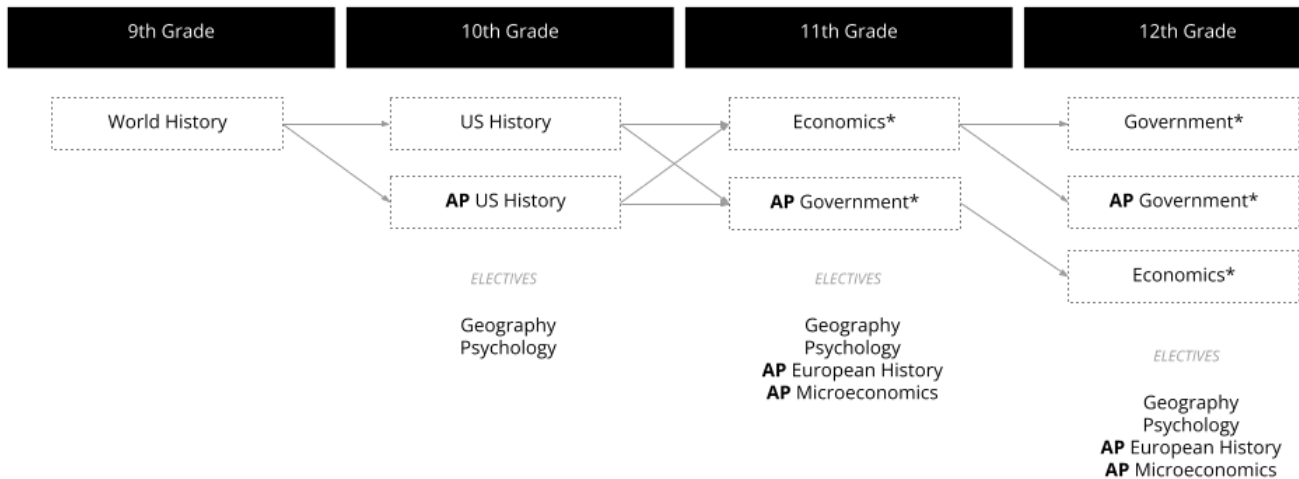 9th Grade
10th Grade
11th Grade
12th Grade
World History
US History
Economics*
Government*
AP US History
AP Government*
AP Government*
Economics*
ELECTIVES
Geography
Psychology
ELECTIVES
Geography
Psychology
AP European History
AP Microeconomics
ELECTIVES
Geography
Psychology
AP European History
AP Microeconomics